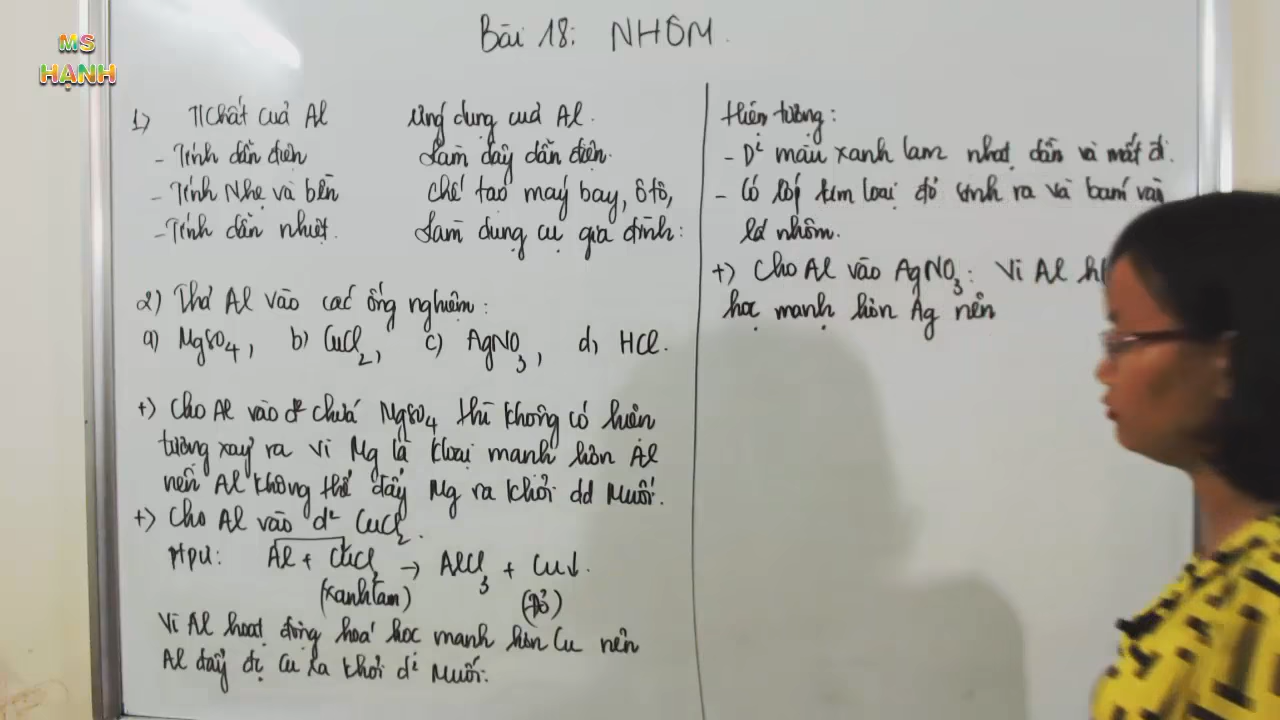 MS
HẠNH
Bài 18: NHÔM.
1) T/Chất của Al
Ứng dụng của Al.
- Tính dẫn điện
Làm dây dẫn điện.
- Tính Nhẹ và bền
Chế tạo máy bay, ôtô,
- Tính dẫn nhiệt.
Làm dụng cụ gia đình:
2) Thả Al vào các ống nghiệm:
a) MgSO4, b) CuCl2, c) AgNO3, d, HCl.
+) Cho Al vào d² chứa MgSO4 thì không có hiện
tượng xảy ra vì Mg là kloại mạnh hơn Al
nên Al không thể đẩy Mg ra khỏi dd Muối.
+) Cho Al vào d² CuCl2.
Al + CuCl2 → AlCl3 + Cu↓.
(xanh lam)
(Đỏ)
Vì Al hoạt động hoá học mạnh hơn Cu nên
Al đẩy đc Cu ra khỏi d² Muối.
Hiện tượng:
- D² màu xanh lam nhạt dần và mất đi.
- Có lớp kim loại đỏ sinh ra và bám vào
lá nhôm.
+) Cho Al vào AgNO3: Vì Al
học mạnh hơn Ag nên